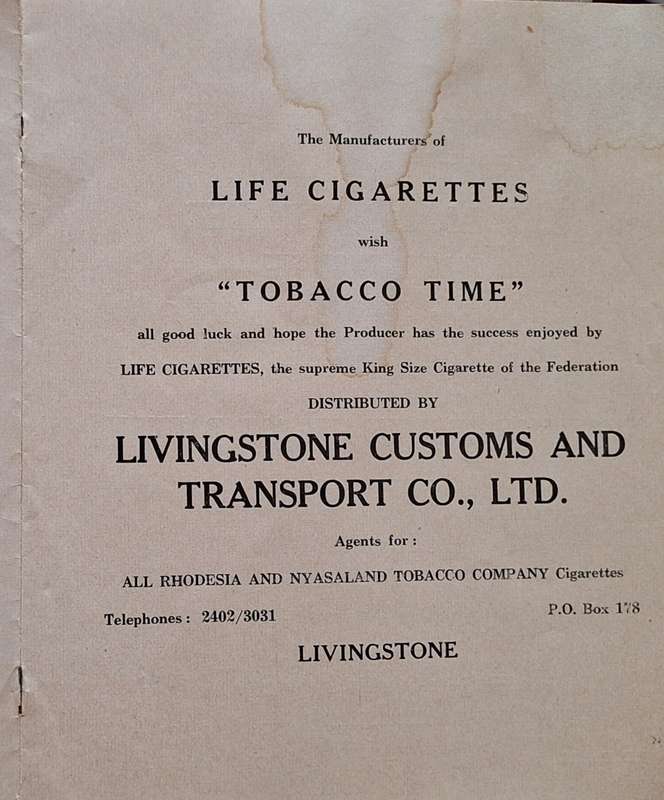 The Manufacturers of
LIFE CIGARETTES
wish
“TOBACCO TIME”
all good luck and hope the Producer has the success enjoyed by
LIFE CIGARETTES, the supreme King Size Cigarette of the Federation
DISTRIBUTED BY
LIVINGSTONE CUSTOMS AND
TRANSPORT CO., LTD.
Agents for :
ALL RHODESIA AND NYASALAND TOBACCO COMPANY Cigarettes
Telephones : 2402/3031 P.O. Box 178
LIVINGSTONE